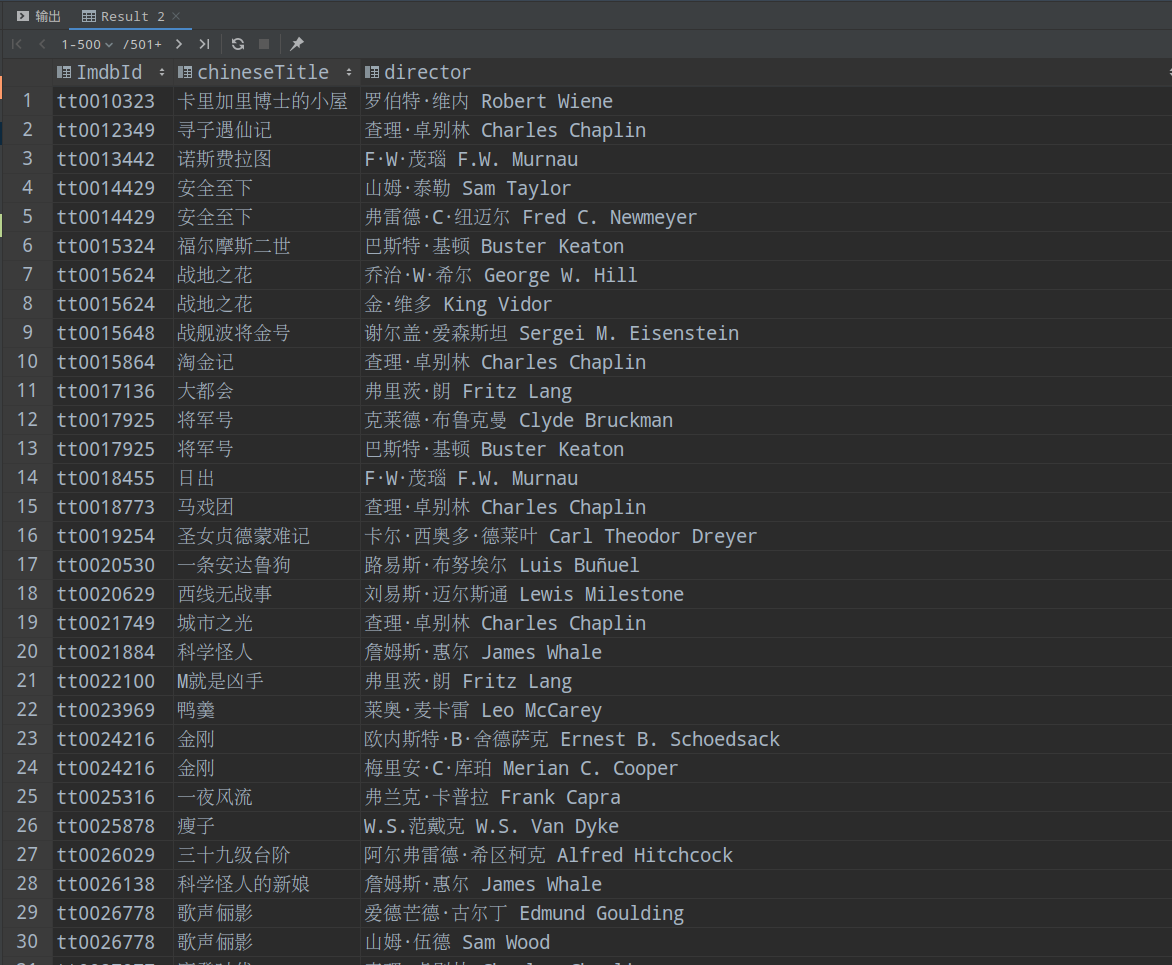 输出 Result 2
1-500 /501+
ImdbId chineseTitle director
1 tt0010323 卡里加里博士的小屋 罗伯特·维内 Robert Wiene
2 tt0012349 寻子遇仙记 查理·卓别林 Charles Chaplin
3 tt0013442 诺斯费拉图 F·W·茂瑙 F.W. Murnau
4 tt0014429 安全至下 山姆·泰勒 Sam Taylor
5 tt0014429 安全至下 弗雷德·C·纽迈尔 Fred C. Newmeyer
6 tt0015324 福尔摩斯二世 巴斯特·基顿 Buster Keaton
7 tt0015624 战地之花 乔治·W·希尔 George W. Hill
8 tt0015624 战地之花 金·维多 King Vidor
9 tt0015648 战舰波将金号 谢尔盖·爱森斯坦 Sergei M. Eisenstein
10 tt0015864 淘金记 查理·卓别林 Charles Chaplin
11 tt0017136 大都会 弗里茨·朗 Fritz Lang
12 tt0017925 将军号 克莱德·布鲁克曼 Clyde Bruckman
13 tt0017925 将军号 巴斯特·基顿 Buster Keaton
14 tt0018455 日出 F·W·茂瑙 F.W. Murnau
15 tt0018773 马戏团 查理·卓别林 Charles Chaplin
16 tt0019254 圣女贞德蒙难记 卡尔·西奥多·德莱叶 Carl Theodor Dreyer
17 tt0020530 一条安达鲁狗 路易斯·布努埃尔 Luis Buñuel
18 tt0020629 西线无战事 刘易斯·迈尔斯通 Lewis Milestone
19 tt0021749 城市之光 查理·卓别林 Charles Chaplin
20 tt0021884 科学怪人 詹姆斯·惠尔 James Whale
21 tt0022100 M就是凶手 弗里茨·朗 Fritz Lang
22 tt0023969 鸭羹 莱奥·麦卡雷 Leo McCarey
23 tt0024216 金刚 欧内斯特·B·舍德萨克 Ernest B. Schoedsack
24 tt0024216 金刚 梅里安·C·库珀 Merian C. Cooper
25 tt0025316 一夜风流 弗兰克·卡普拉 Frank Capra
26 tt0025878 瘦子 W.S.范戴克 W.S. Van Dyke
27 tt0026029 三十九级台阶 阿尔弗雷德·希区柯克 Alfred Hitchcock
28 tt0026138 科学怪人的新娘 詹姆斯·惠尔 James Whale
29 tt0026778 歌声俪影 爱德芒德·古尔丁 Edmund Goulding
30 tt0026778 歌声俪影 山姆·伍德 Sam Wood